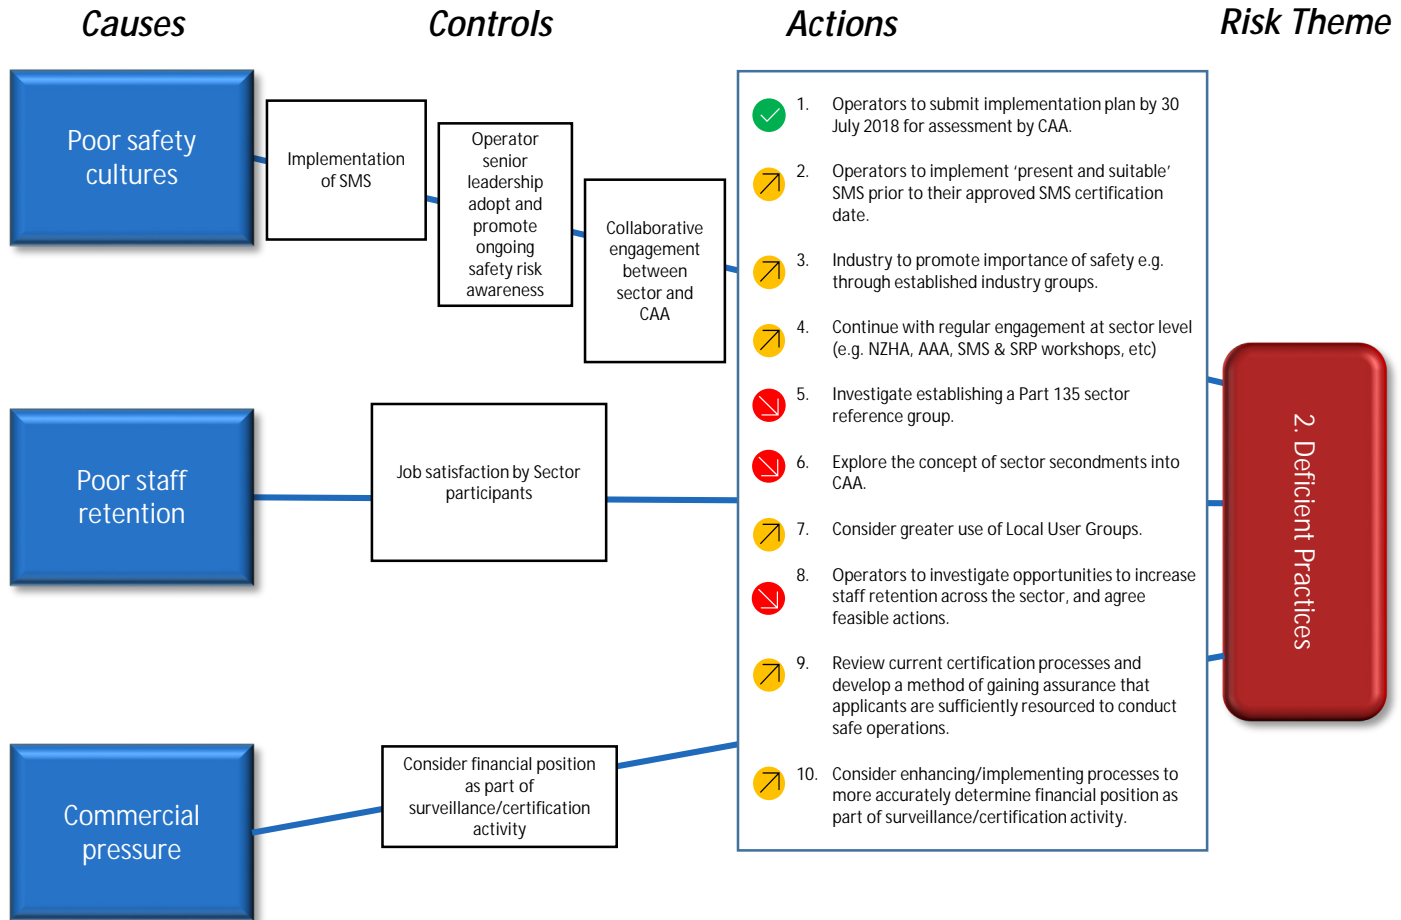 Causes
Controls
Actions
Risk Theme
Poor safety
cultures
Implementation
of SMS
Operator
senior
leadership
adopt and
promote
ongoing
safety risk
awareness
Collaborative
engagement
between
sector and
CAA
Poor staff
retention
Job satisfaction by Sector
participants
Commercial
pressure
Consider financial position
as part of
surveillance/certification
activity
1. Operators to submit implementation plan by 30
July 2018 for assessment by CAA.
2. Operators to implement ‘present and suitable’
SMS prior to their approved SMS certification
date.
3. Industry to promote importance of safety e.g.
through established industry groups.
4. Continue with regular engagement at sector level
(e.g. NZHA, AAA, SMS & SRP workshops, etc)
5. Investigate establishing a Part 135 sector
reference group.
6. Explore the concept of sector secondments into
CAA.
7. Consider greater use of Local User Groups.
8. Operators to investigate opportunities to increase
staff retention across the sector, and agree
feasible actions.
9. Review current certification processes and
develop a method of gaining assurance that
applicants are sufficiently resourced to conduct
safe operations.
10. Consider enhancing/implementing processes to
more accurately determine financial position as
part of surveillance/certification activity.
2. Deficient Practices